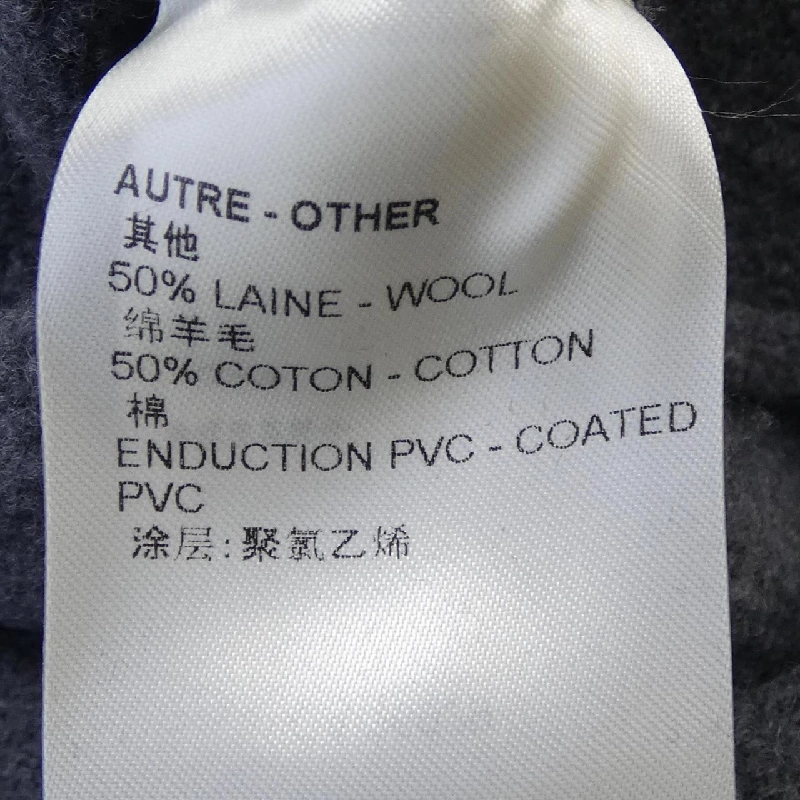 AUTRE - OTHER
其他
50% LAINE - WOOL
绵羊毛
50% COTON - COTTON
棉
ENDUCTION PVC - COATED
PVC
涂层:聚氯乙烯